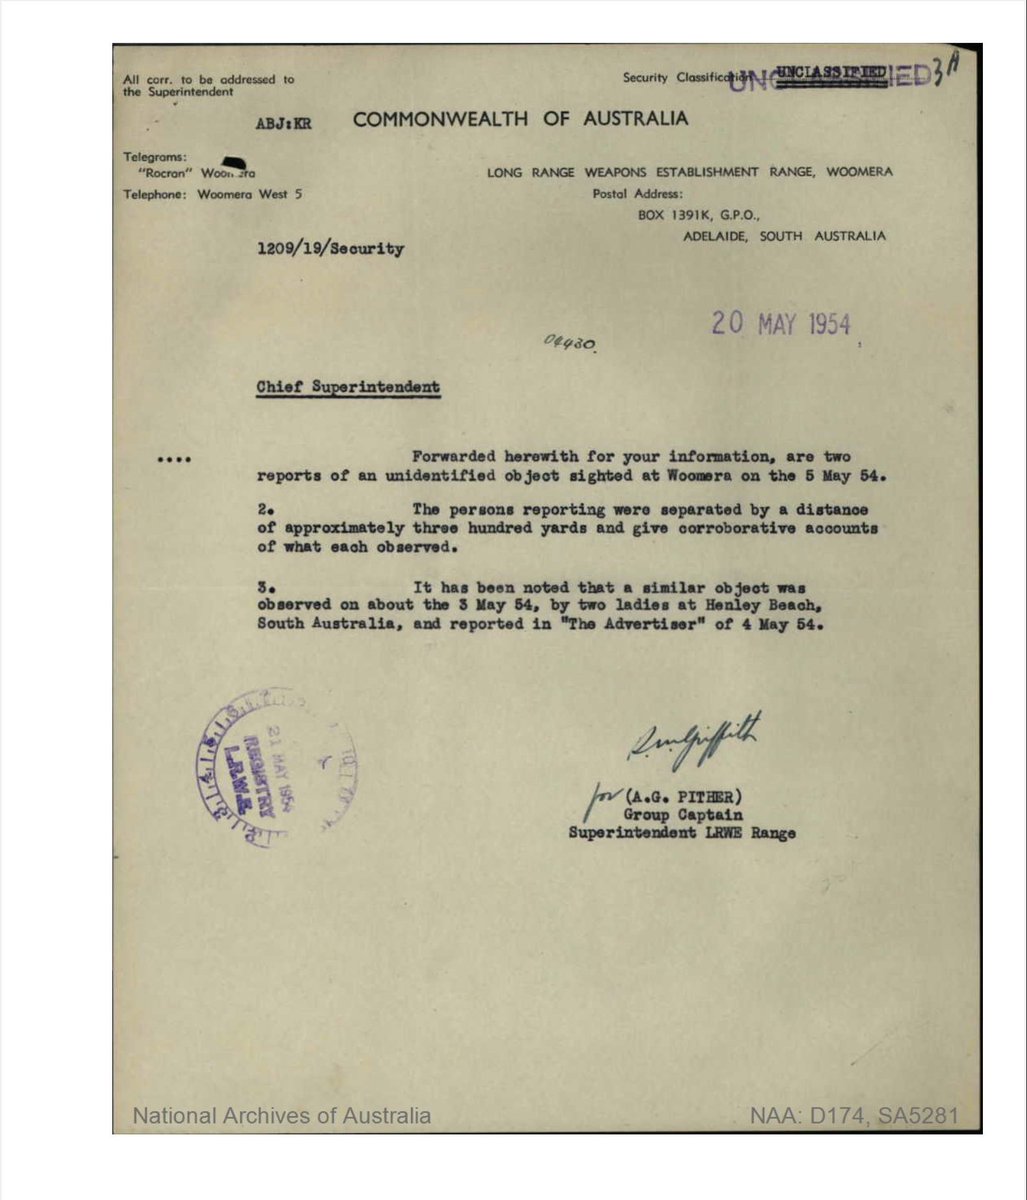 All corr. to be addressed to
the Superintendent
Security Classification UNCLASSIFIED
UNCLASSIFIED
3A
ABJ:KR
COMMONWEALTH OF AUSTRALIA
Telegrams:
"Rocran" Woomera
Telephone: Woomera West 5
LONG RANGE WEAPONS ESTABLISHMENT RANGE, WOOMERA
Postal Address:
BOX 1391K, G.P.O.,
ADELAIDE, SOUTH AUSTRALIA
1209/19/Security
20 MAY 1954
Chief Superintendent
.... Forwarded herewith for your information, are two
reports of an unidentified object sighted at Woomera on the 5 May 54.
2. The persons reporting were separated by a distance
of approximately three hundred yards and give corroborative accounts
of what each observed.
3. It has been noted that a similar object was
observed on about the 3 May 54, by two ladies at Henley Beach,
South Australia, and reported in "The Advertiser" of 4 May 54.
21 MAY 1954
REGISTRY
L.R.W.E.
for (A.G. PITHER)
Group Captain
Superintendent LRWE Range
National Archives of Australia
NAA: D174, SA5281